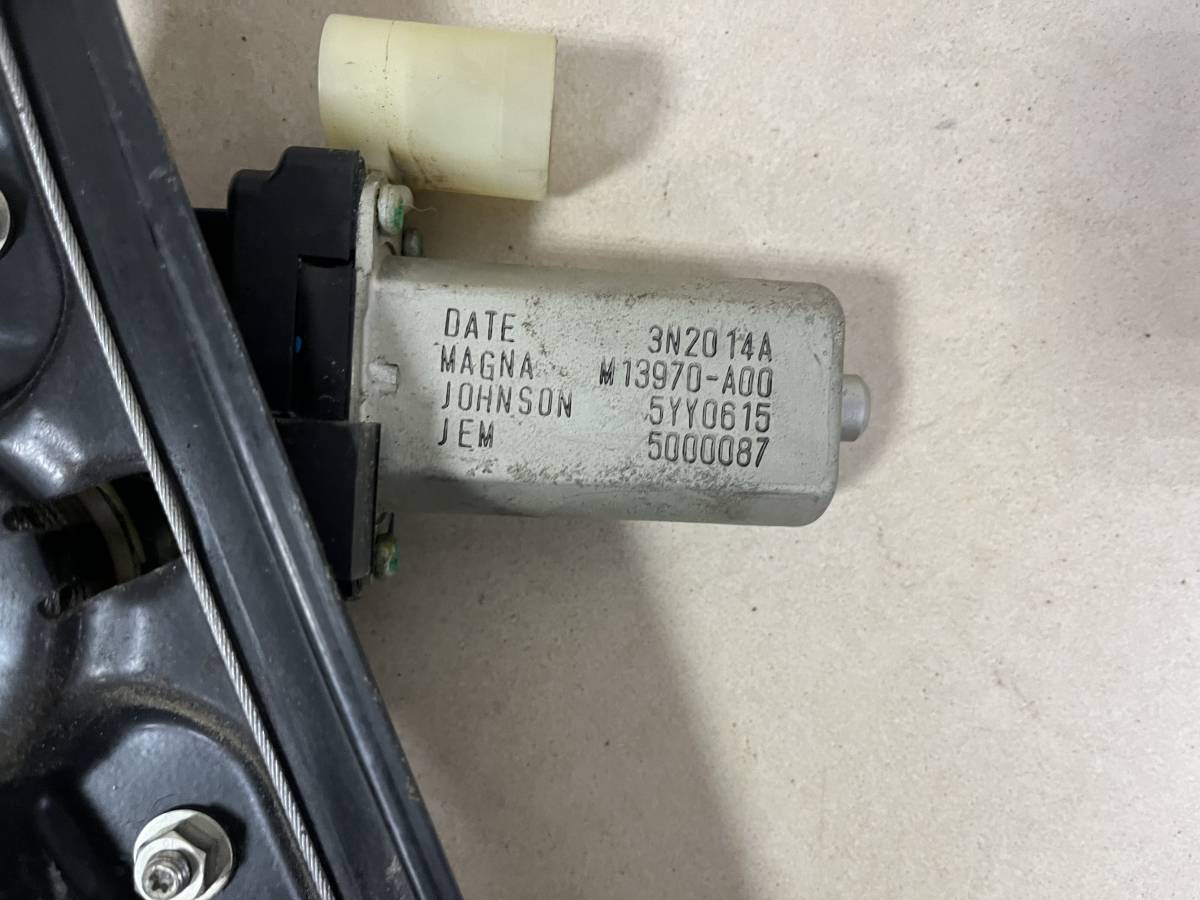 DATE 3N2014A
MAGNA M13970-A00
JOHNSON 5YY0615
JEM 5000087